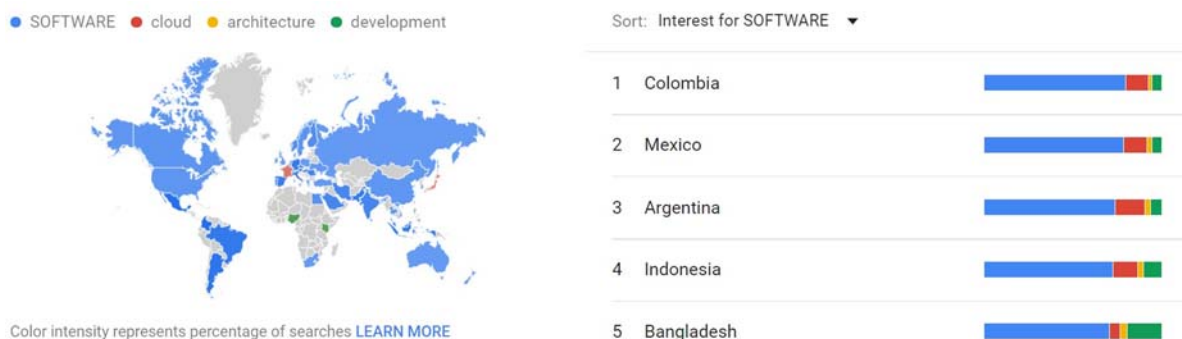 SOFTWARE cloud architecture development
Color intensity represents percentage of searches LEARN MORE
Sort: Interest for SOFTWARE
1 Colombia
2 Mexico
3 Argentina
4 Indonesia
5 Bangladesh